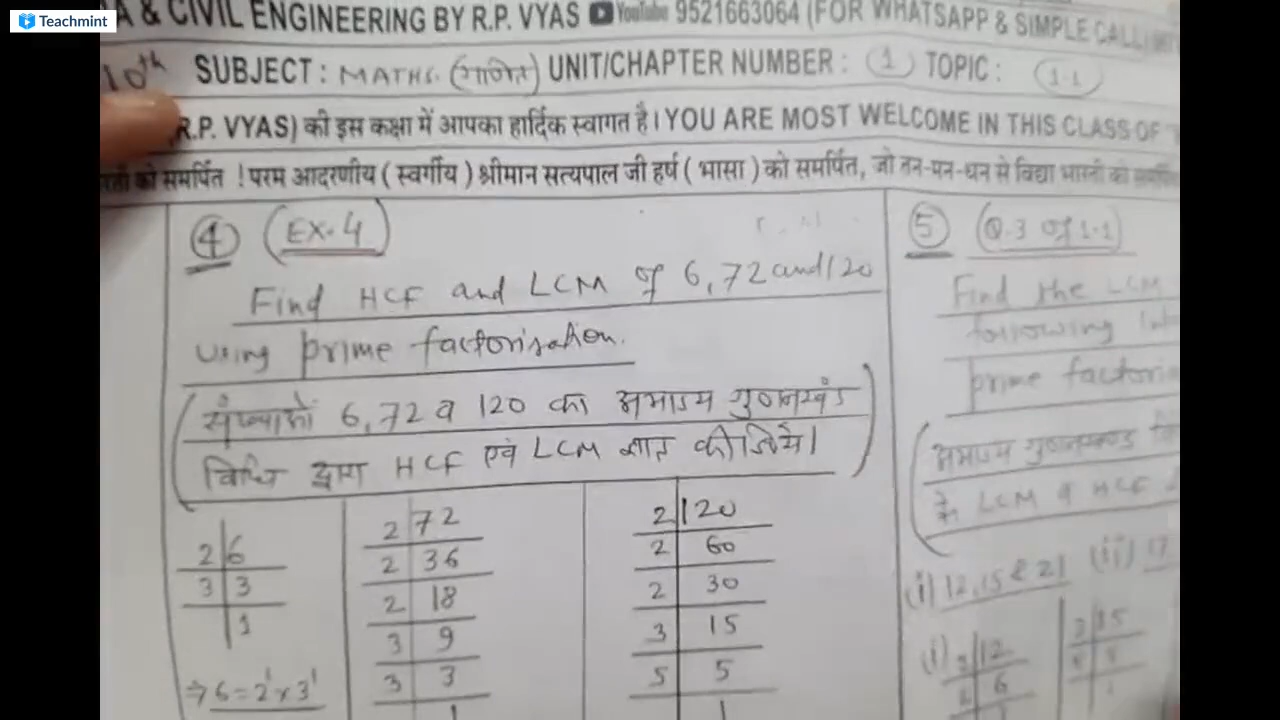 Teachmint
& CIVIL ENGINEERING BY R.P. VYAS YouTube 9521663064 (FOR WHATSAPP & SIMPLE CALL
10th SUBJECT : MATHS. (गणित) UNIT/CHAPTER NUMBER : 1 TOPIC : 1.1
R.P. VYAS) की इस कक्षा में आपका हार्दिक स्वागत है। YOU ARE MOST WELCOME IN THIS CLASS OF
को समर्पित ! परम आदरणीय ( स्वर्गीय ) श्रीमान सत्यपाल जी हर्ष ( भासा ) को समर्पित, जो तन-मन-धन से विद्या भारती को
4 (EX.4
Find HCF and LCM of 6, 72 and 120
using prime factorisation.
(संख्याओं 6, 72 व 120 का अभाज्य गुणनखंड
विधि द्वारा HCF एवं LCM ज्ञात कीजिये।)
2 6
3 3
1
⇒ 6 = 2¹ x 3¹
2 72
2 36
2 18
3 9
3 3
1
2 120
2 60
2 30
3 15
5 5
1
5 (Q.3 of 1.1)
Find the LCM
following
prime
(अभाज्य गुणनखण्ड
के LCM व HCF
(i) 12, 15 & 21 (ii) 17
(i) 2 12
2 6
3 15
5 5
1